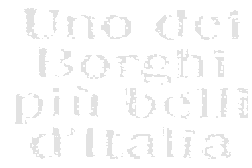 Uno dei
Borghi
più belli
d'Italia